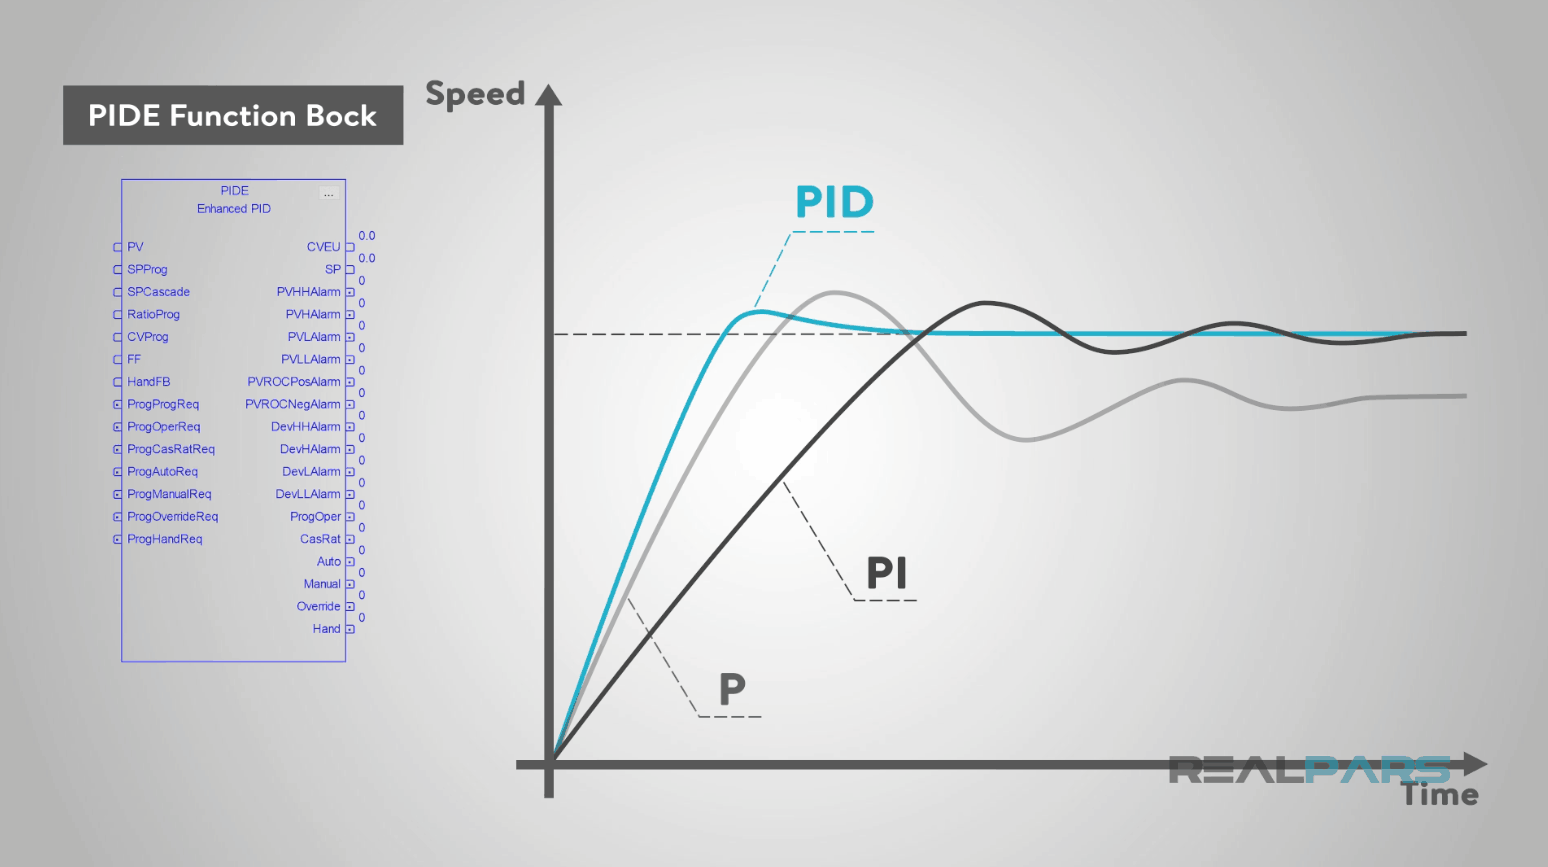 PIDE Function Bock
Speed
PIDE
...
Enhanced PID
PV
SPProg
SPCascade
RatioProg
CVProg
FF
HandFB
ProgProgReq
ProgOperReq
ProgCasRatReq
ProgAutoReq
ProgManualReq
ProgOverrideReq
ProgHandReq
0.0
CVEU
0.0
SP
0
PVHHAlarm
0
PVHAlarm
0
PVLAlarm
0
PVLLAlarm
0
PVROCPosAlarm
0
PVROCNegAlarm
0
DevHHAlarm
0
DevHAlarm
0
DevLAlarm
0
DevLLAlarm
0
ProgOper
0
CasRat
0
Auto
0
Manual
0
Override
0
Hand
PID
PI
P
REALPARS
Time